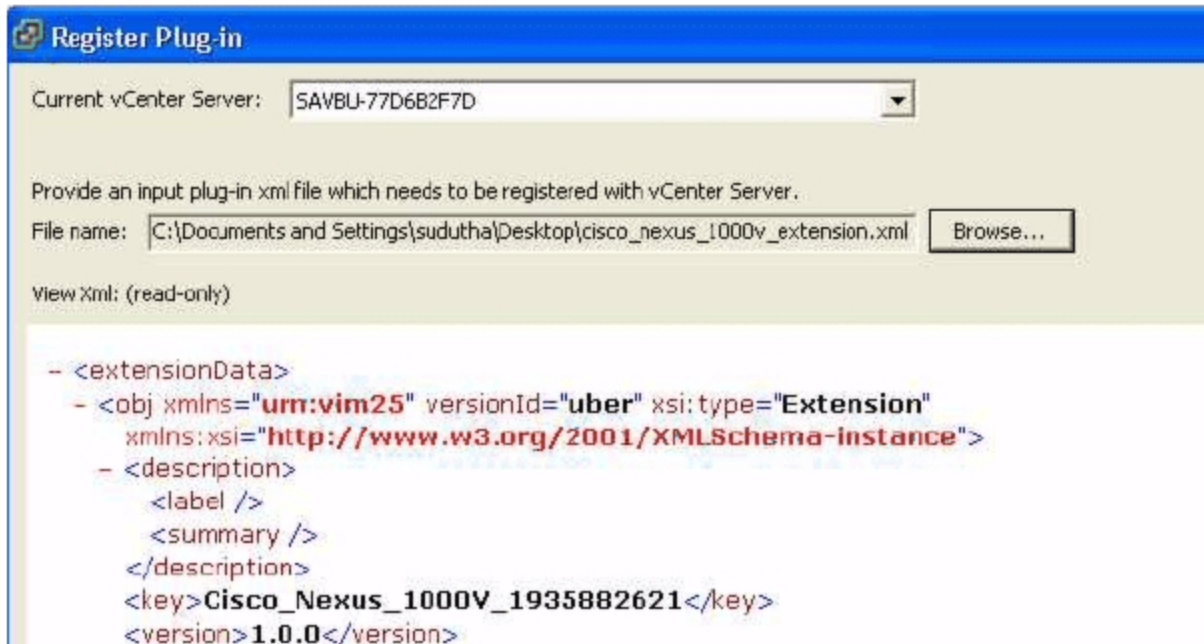 Register Plug-in
Current vCenter Server: SAVBU-77D6B2F7D
Provide an input plug-in xml file which needs to be registered with vCenter Server.
File name: C:\Documents and Settings\sudutha\Desktop\cisco_nexus_1000v_extension.xml Browse...
View Xml: (read-only)
- <extensionData>
- <obj xmlns="urn:vim25" versionId="uber" xsi:type="Extension"
xmlns:xsi="http://www.w3.org/2001/XMLSchema-instance">
- <description>
<label />
<summary />
</description>
<key>Cisco_Nexus_1000V_1935882621</key>
<version>1.0.0</version>